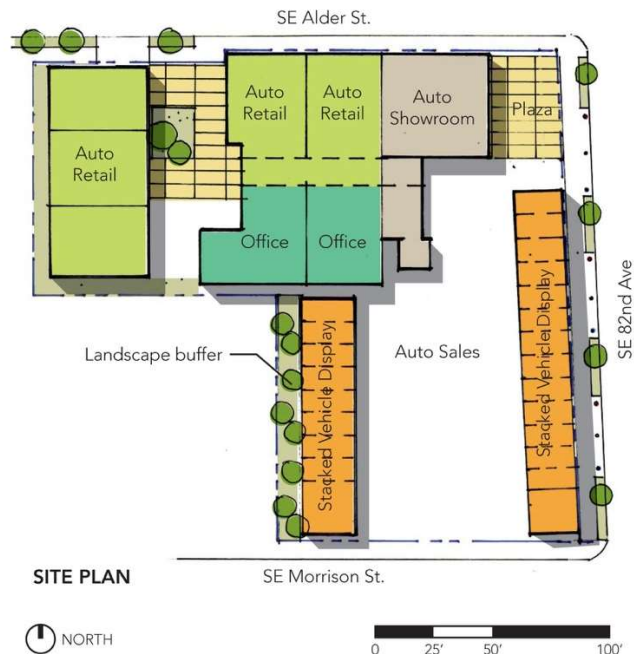 SE Alder St.
Auto
Retail
Auto
Retail
Auto
Showroom
Plaza
Auto
Retail
Office
Office
SE 82nd Ave
Stacked Vehicle Display
Stacked Vehicle Display
Landscape buffer
Auto Sales
SITE PLAN
SE Morrison St.
NORTH
0
25'
50'
100'